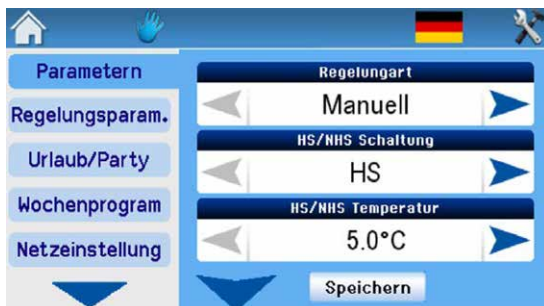 Parametern
Regelungsparam.
Urlaub/Party
Wochenprogram
Netzeinstellung
Regelungart
Manuell
HS/NHS Schaltung
HS
HS/NHS Temperatur
5.0°C
Speichern